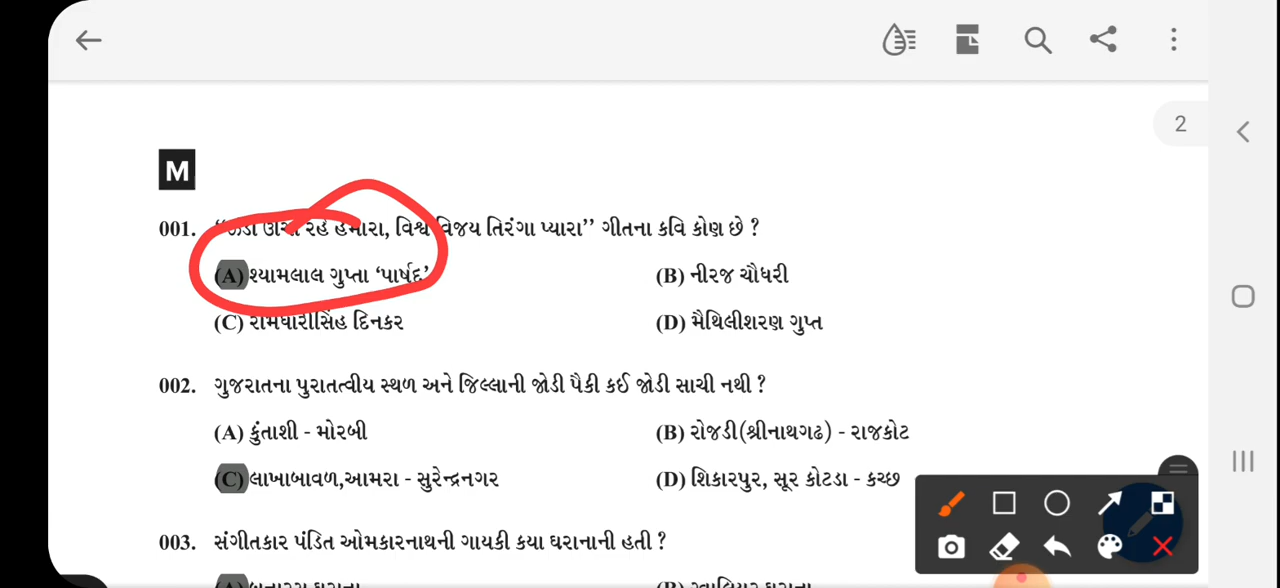 2
M
001. “ઝંડા ઊંચા રહે હમારા, વિશ્વ વિજય તિરંગા પ્યારા” ગીતના કવિ કોણ છે ?
(A) શ્યામલાલ ગુપ્તા ‘પાર્ષદ’ (B) નીરજ ચૌધરી
(C) રામધારીસિંહ દિનકર (D) મૈથિલીશરણ ગુપ્ત
002. ગુજરાતના પુરાતત્વીય સ્થળ અને જિલ્લાની જોડી પૈકી કઈ જોડી સાચી નથી ?
(A) કુંતાશી - મોરબી (B) રોજડી(શ્રીનાથગઢ) - રાજકોટ
(C) લાખાબાવળ,આમરા - સુરેન્દ્રનગર (D) શિકારપુર, સૂર કોટડા - કચ્છ
003. સંગીતકાર પંડિત ઓમકારનાથની ગાયકી કયા ઘરાનાની હતી ?